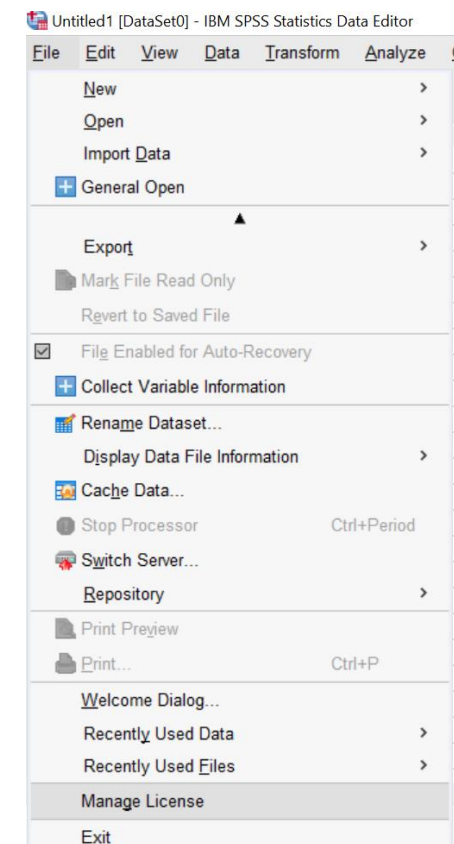 Untitled1 [DataSet0] - IBM SPSS Statistics Data Editor
File Edit View Data Transform Analyze
New
Open
Import Data
General Open
Export
Mark File Read Only
Revert to Saved File
File Enabled for Auto-Recovery
Collect Variable Information
Rename Dataset...
Display Data File Information
Cache Data...
Stop Processor Ctrl+Period
Switch Server...
Repository
Print Preview
Print... Ctrl+P
Welcome Dialog...
Recently Used Data
Recently Used Files
Manage License
Exit